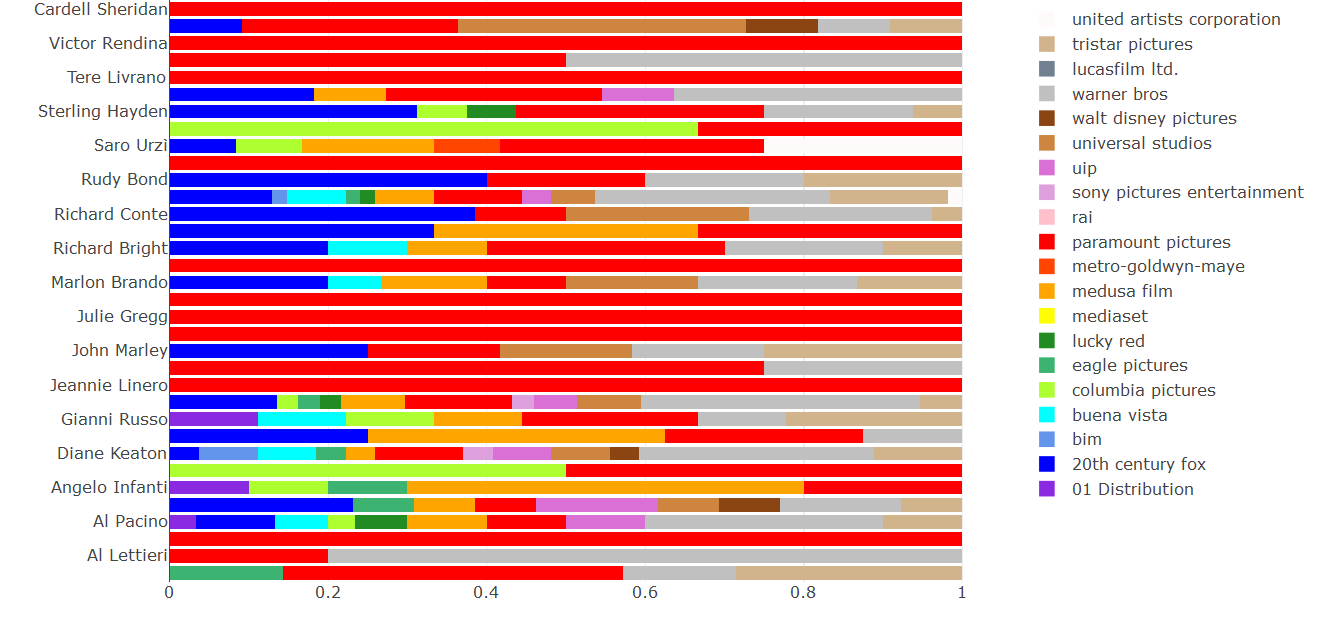 Cardell Sheridan
Victor Rendina
Tere Livrano
Sterling Hayden
Saro Urzì
Rudy Bond
Richard Conte
Richard Bright
Marlon Brando
Julie Gregg
John Marley
Jeannie Linero
Gianni Russo
Diane Keaton
Angelo Infanti
Al Pacino
Al Lettieri
0 0.2 0.4 0.6 0.8 1
united artists corporation
tristar pictures
lucasfilm ltd.
warner bros
walt disney pictures
universal studios
uip
sony pictures entertainment
rai
paramount pictures
metro-goldwyn-maye
medusa film
mediaset
lucky red
eagle pictures
columbia pictures
buena vista
bim
20th century fox
01 Distribution